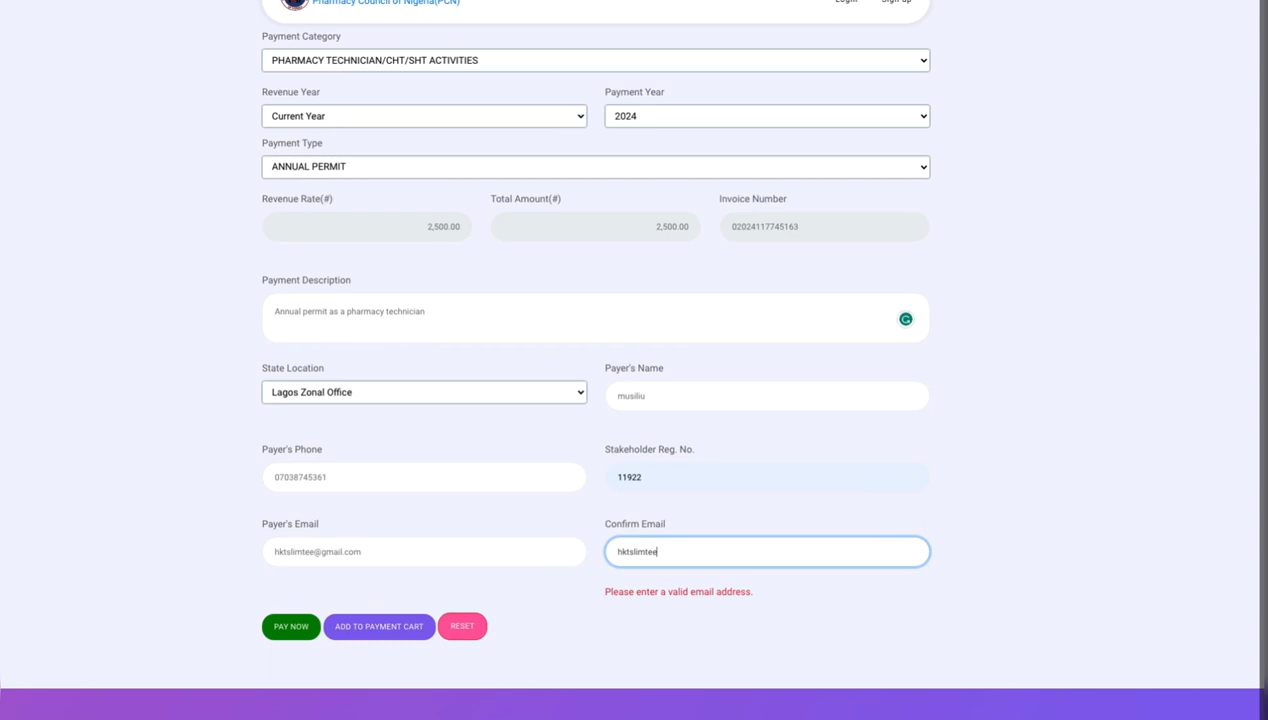 Pharmacy Council of Nigeria(PCN)
Login Sign up
Payment Category
PHARMACY TECHNICIAN/CHT/SHT ACTIVITIES
Revenue Year Payment Year
Current Year 2024
Payment Type
ANNUAL PERMIT
Revenue Rate(#) Total Amount(#) Invoice Number
2,500.00 2,500.00 02024117745163
Payment Description
Annual permit as a pharmacy technician
State Location Payer's Name
Lagos Zonal Office musiliu
Payer's Phone Stakeholder Reg. No.
07038745361 11922
Payer's Email Confirm Email
hktslimtee@gmail.com hktslimtee
Please enter a valid email address.
PAY NOW ADD TO PAYMENT CART RESET